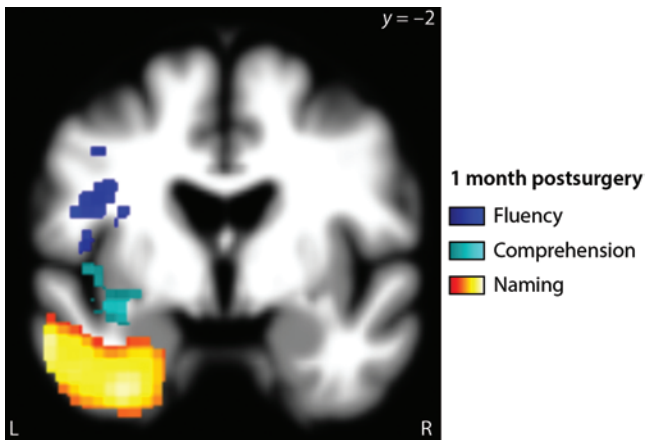 y = –2
1 month postsurgery
Fluency
Comprehension
Naming
L
R